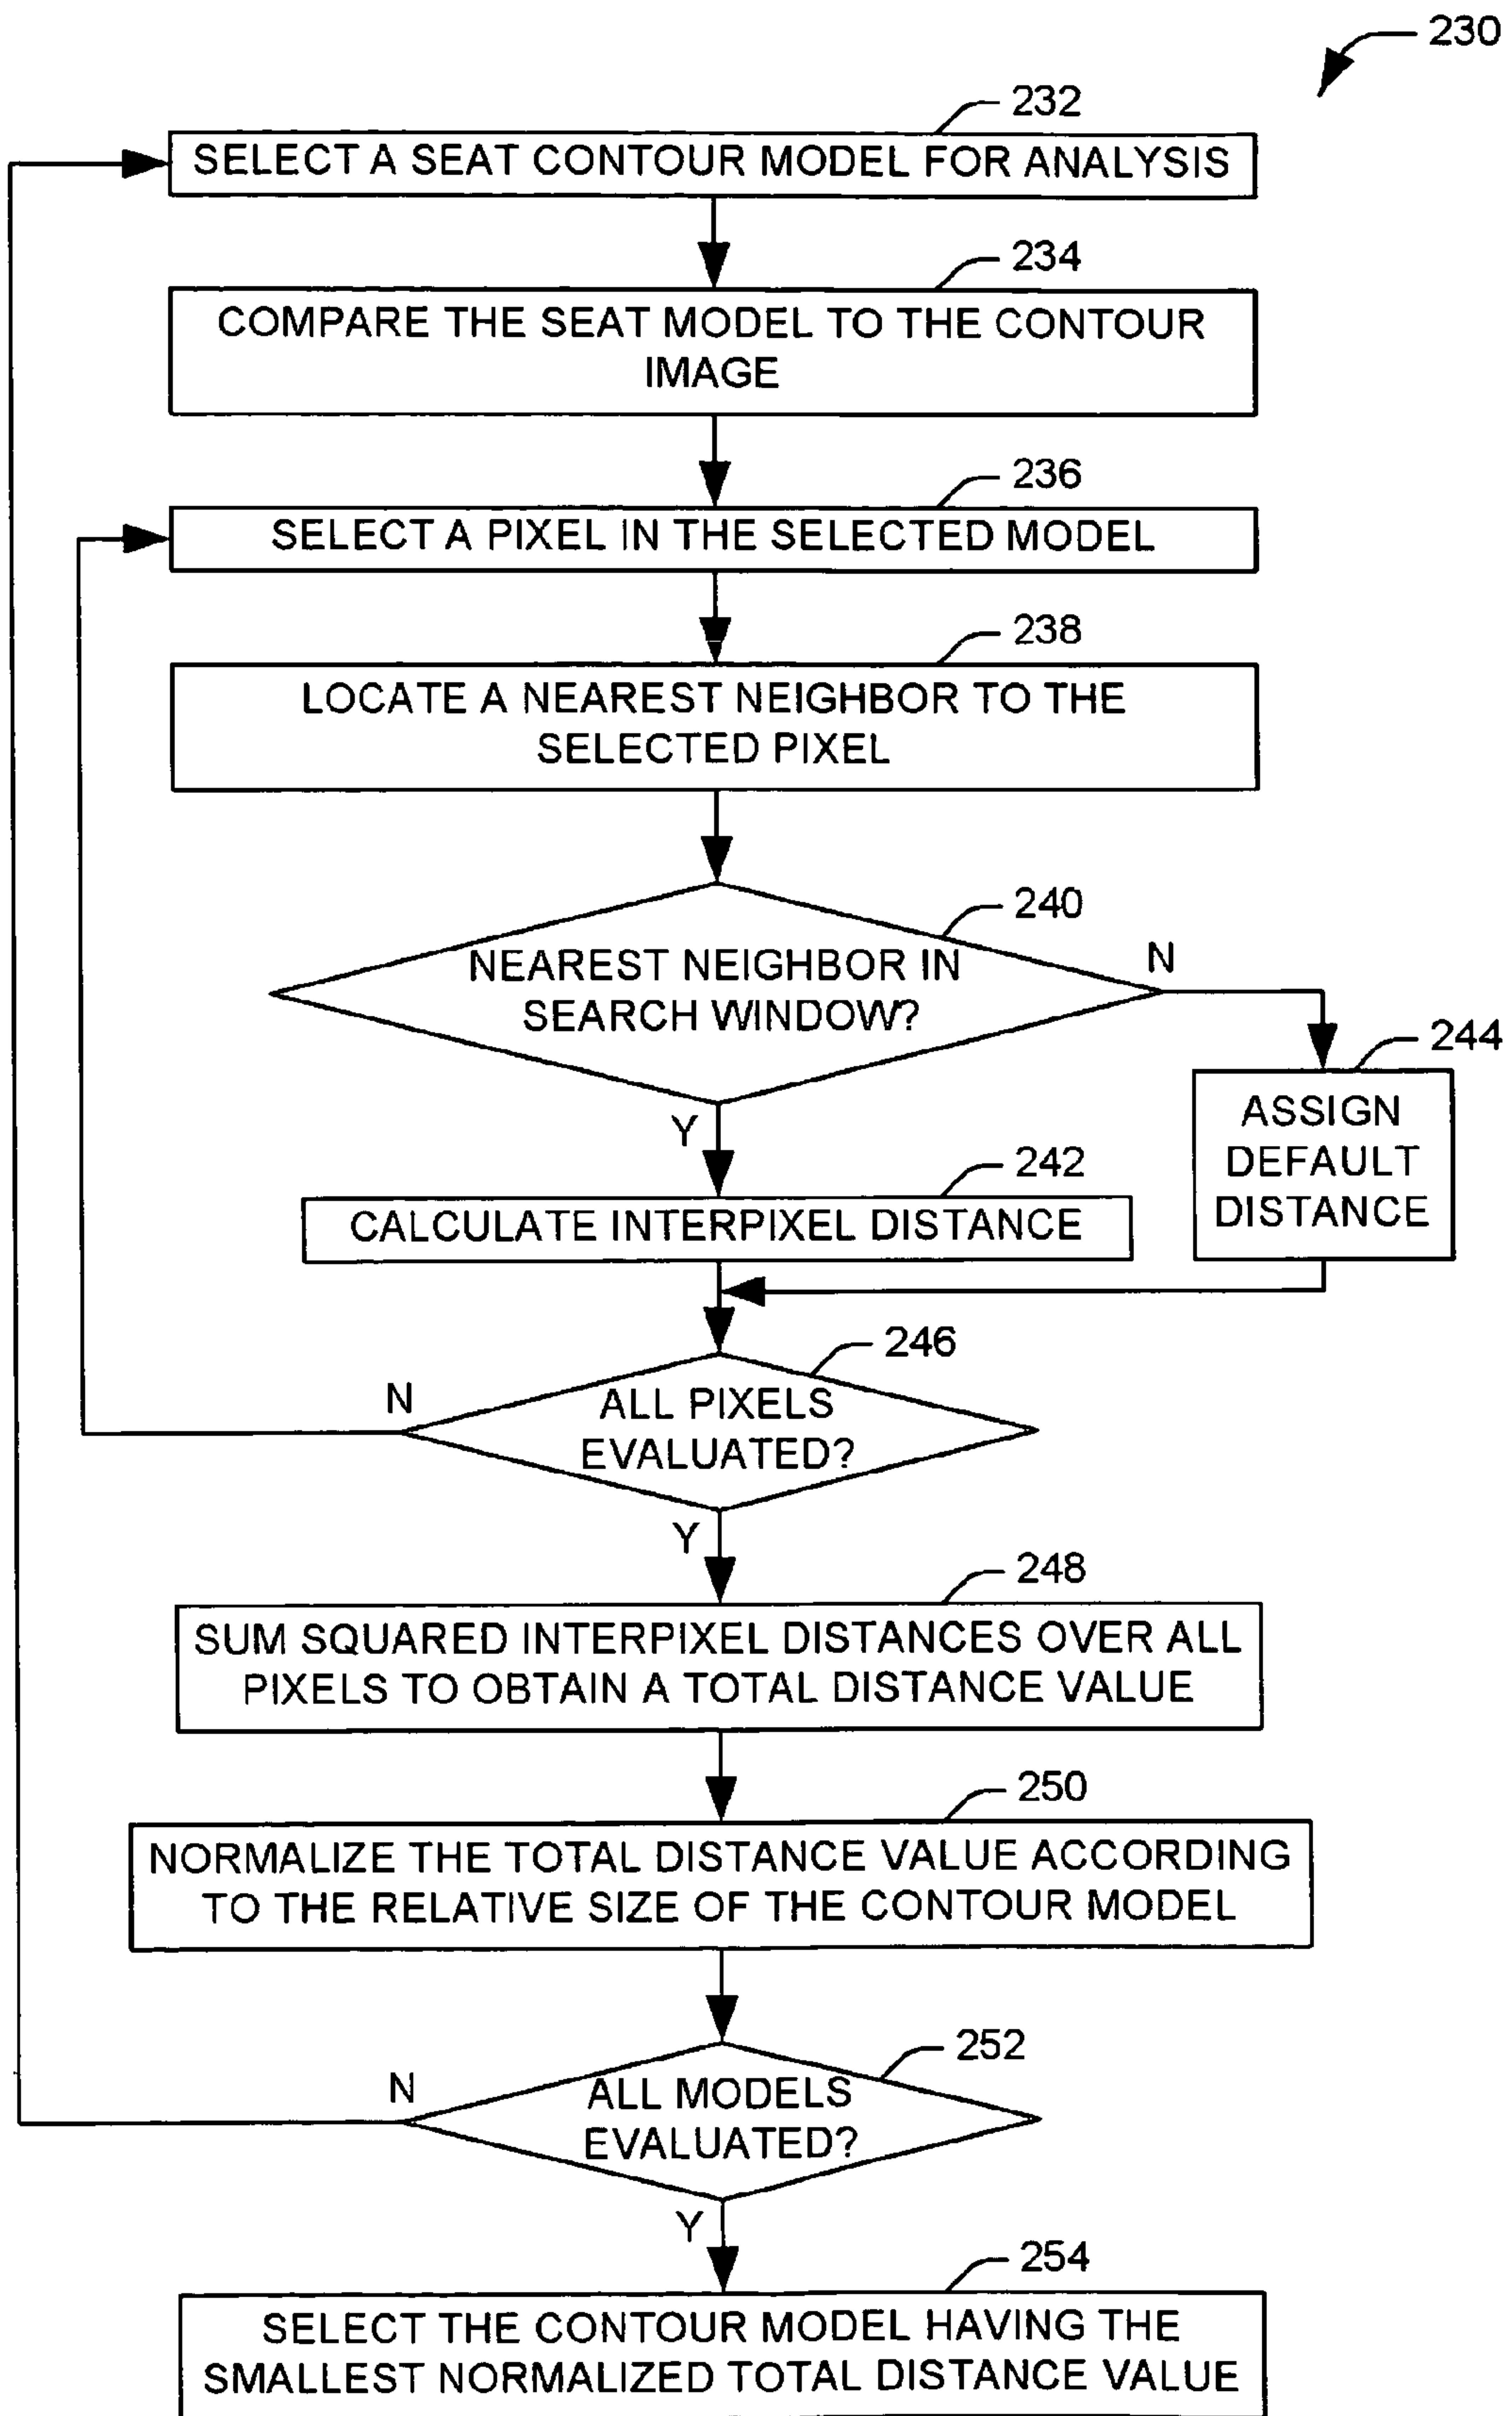 230
232
SELECT A SEAT CONTOUR MODEL FOR ANALYSIS
234
COMPARE THE SEAT MODEL TO THE CONTOUR
IMAGE
236
SELECT A PIXEL IN THE SELECTED MODEL
238
LOCATE A NEAREST NEIGHBOR TO THE
SELECTED PIXEL
240
NEAREST NEIGHBOR IN
SEARCH WINDOW?
N
Y
244
ASSIGN
DEFAULT
DISTANCE
242
CALCULATE INTERPIXEL DISTANCE
246
ALL PIXELS
EVALUATED?
N
Y
248
SUM SQUARED INTERPIXEL DISTANCES OVER ALL
PIXELS TO OBTAIN A TOTAL DISTANCE VALUE
250
NORMALIZE THE TOTAL DISTANCE VALUE ACCORDING
TO THE RELATIVE SIZE OF THE CONTOUR MODEL
252
ALL MODELS
EVALUATED?
N
Y
254
SELECT THE CONTOUR MODEL HAVING THE
SMALLEST NORMALIZED TOTAL DISTANCE VALUE